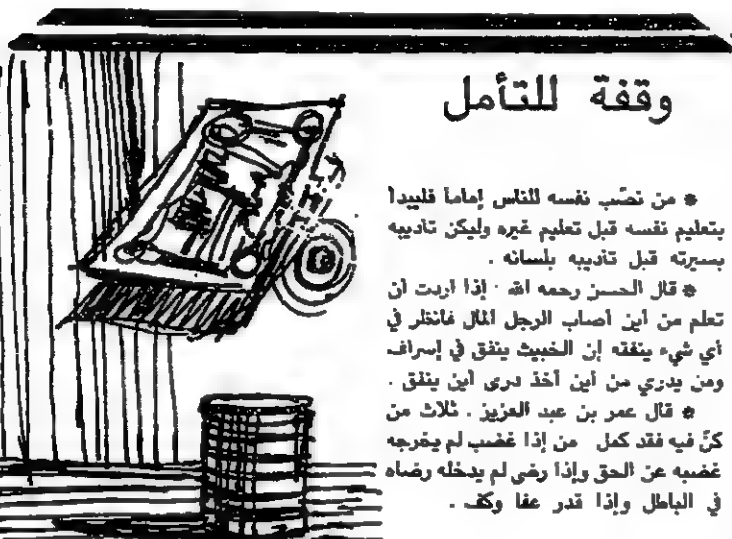 وقفة للتأمل
* من نصّب نفسه للناس إماماً فليبدأ
بتعليم نفسه قبل تعليم غيره وليكن تأديبه
بسيرته قبل تأديبه بلسانه .
* قال الحسن رحمه الله . إذا أردت أن
تعلم من أين أصاب الرجل المال فانظر في
أي شيء ينفقه إن الخبيث ينفق في إسراف
ومن يدري من أين أخذ درى أين ينفق .
* قال عمر بن عبد العزيز . ثلاث من
كنّ فيه فقد كمل من إذا غضب لم يخرجه
غضبه عن الحق وإذا رضى لم يدخله رضاه
في الباطل وإذا قدر عفا وكف .